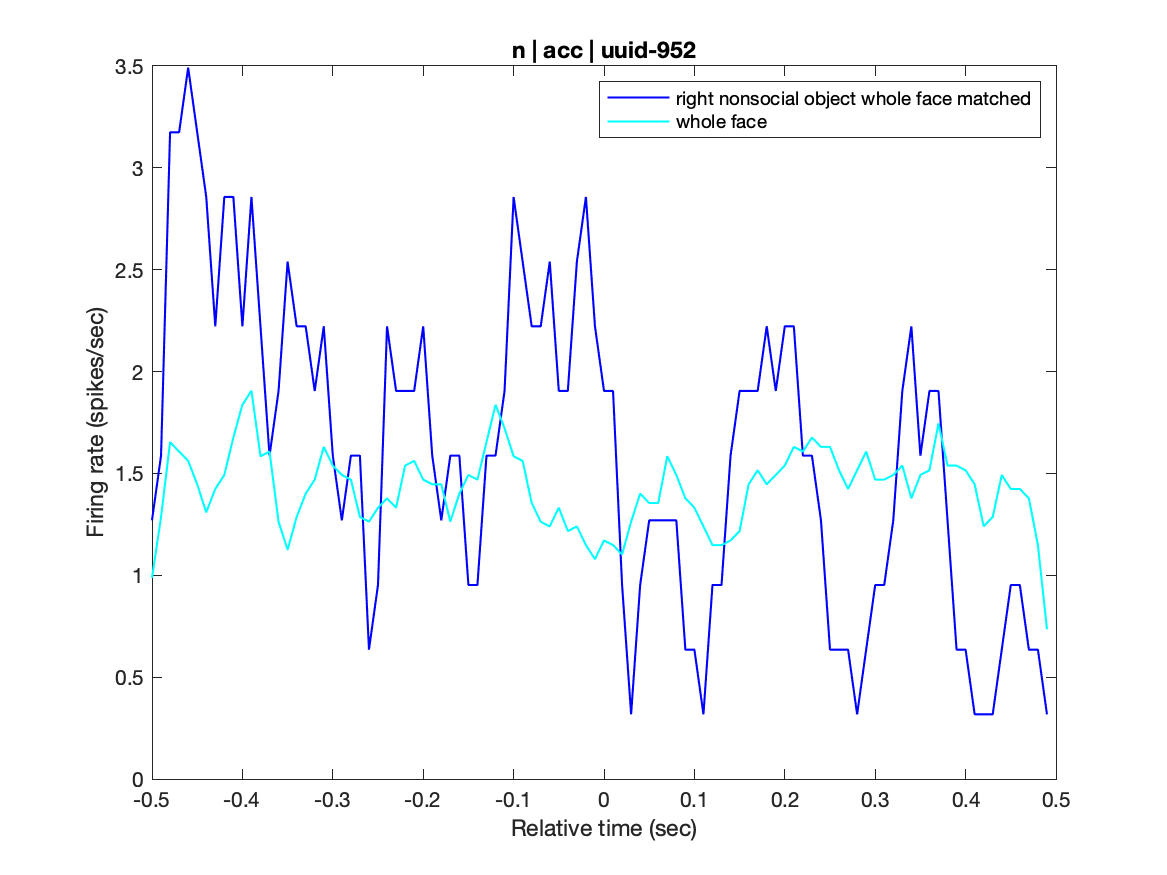 n | acc | uuid-952
right nonsocial object whole face matched
whole face
Firing rate (spikes/sec)
3.5
3
2.5
2
1.5
1
0.5
0
-0.5 -0.4 -0.3 -0.2 -0.1 0 0.1 0.2 0.3 0.4 0.5
Relative time (sec)